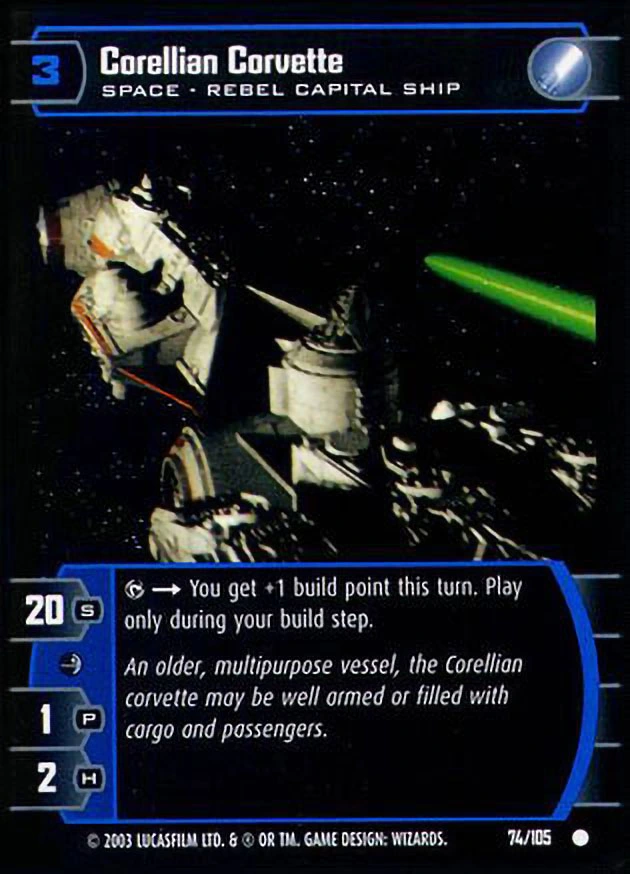 3
Corellian Corvette
SPACE · REBEL CAPITAL SHIP
20 S
→ You get +1 build point this turn. Play
only during your build step.
An older, multipurpose vessel, the Corellian
corvette may be well armed or filled with
cargo and passengers.
1 P
2 H
© 2003 LUCASFILM LTD. & ® OR TM. GAME DESIGN: WIZARDS.
74/105